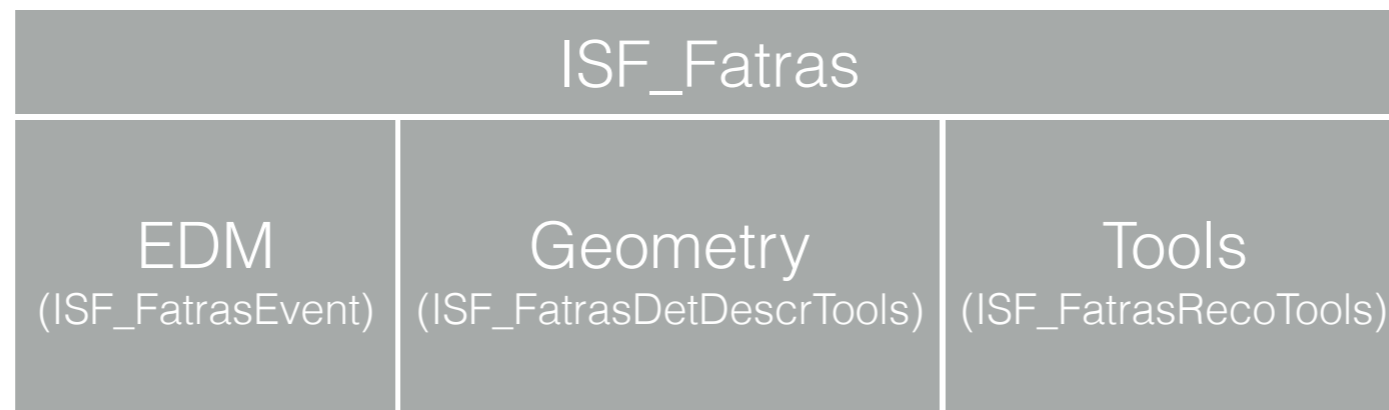 ISF_Fatras
EDM
(ISF_FatrasEvent)
Geometry
(ISF_FatrasDetDescrTools)
Tools
(ISF_FatrasRecoTools)